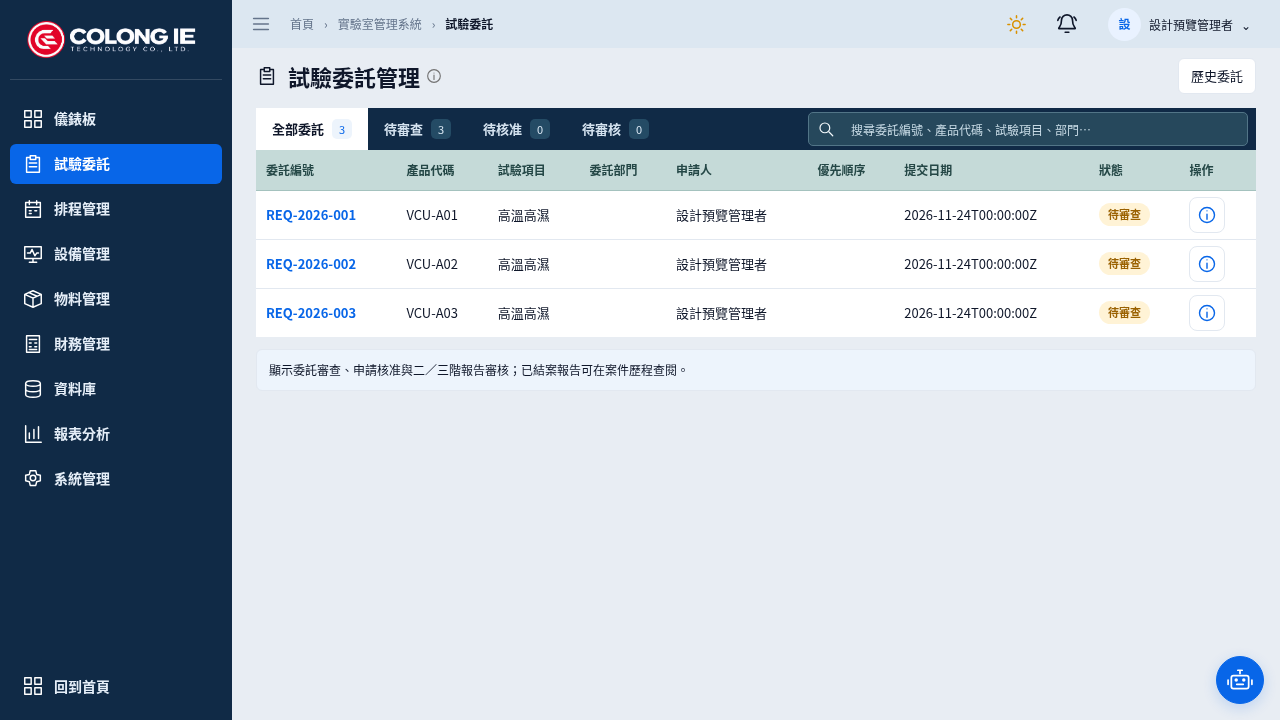 COLONG IE
TECHNOLOGY CO., LTD.
儀錶板
試驗委託
排程管理
設備管理
物料管理
財務管理
資料庫
報表分析
系統管理
回到首頁
首頁 › 實驗室管理系統 › 試驗委託
設 設計預覽管理者
試驗委託管理
歷史委託
全部委託 3 待審查 3 待核准 0 待審核 0
搜尋委託編號、產品代碼、試驗項目、部門…
委託編號 產品代碼 試驗項目 委託部門 申請人 優先順序 提交日期 狀態 操作
REQ-2026-001 VCU-A01 高溫高濕 設計預覽管理者 2026-11-24T00:00:00Z 待審查
REQ-2026-002 VCU-A02 高溫高濕 設計預覽管理者 2026-11-24T00:00:00Z 待審查
REQ-2026-003 VCU-A03 高溫高濕 設計預覽管理者 2026-11-24T00:00:00Z 待審查
顯示委託審查、申請核准與二／三階報告審核；已結案報告可在案件歷程查閱。